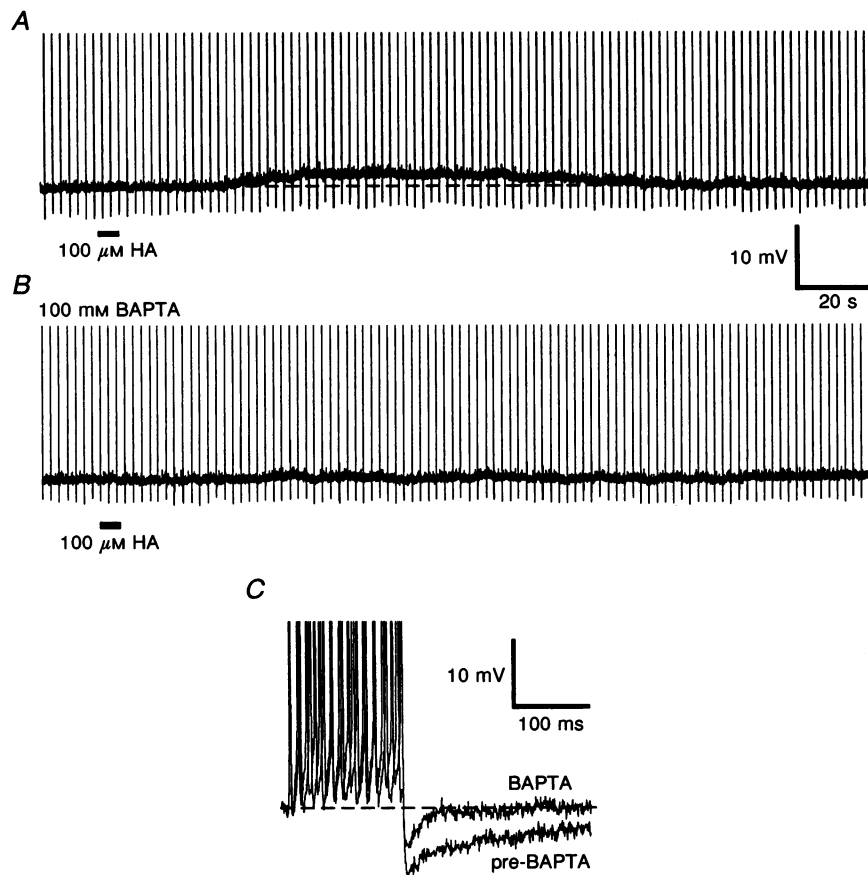 A
100 μM HA
10 mV
20 s
B
100 mM BAPTA
100 μM HA
C
10 mV
100 ms
BAPTA
pre-BAPTA